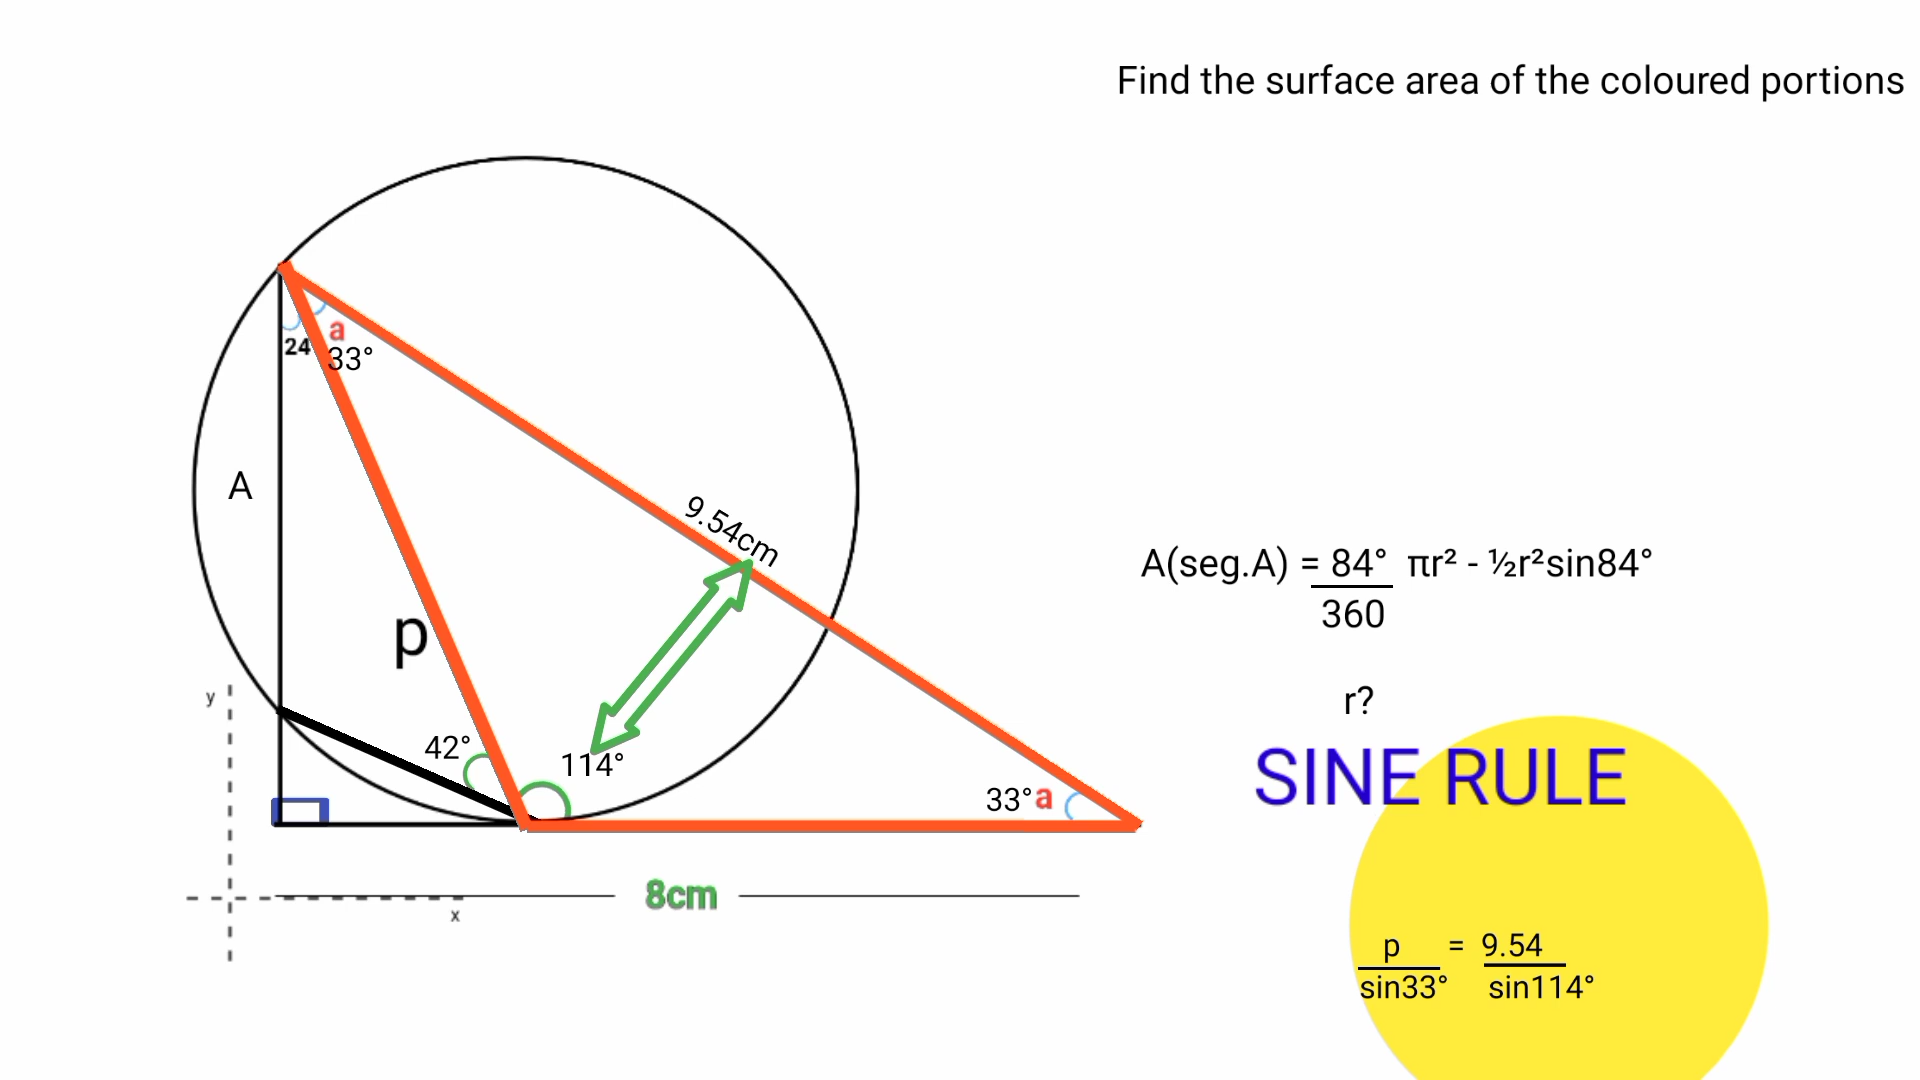 Find the surface area of the coloured portions
a
24
33°
A
9.54cm
A(seg.A) = 84° πr² - ½r²sin84°
360
p
r?
y
42°
114°
SINE RULE
33° a
8cm
x
p = 9.54
sin33° sin114°